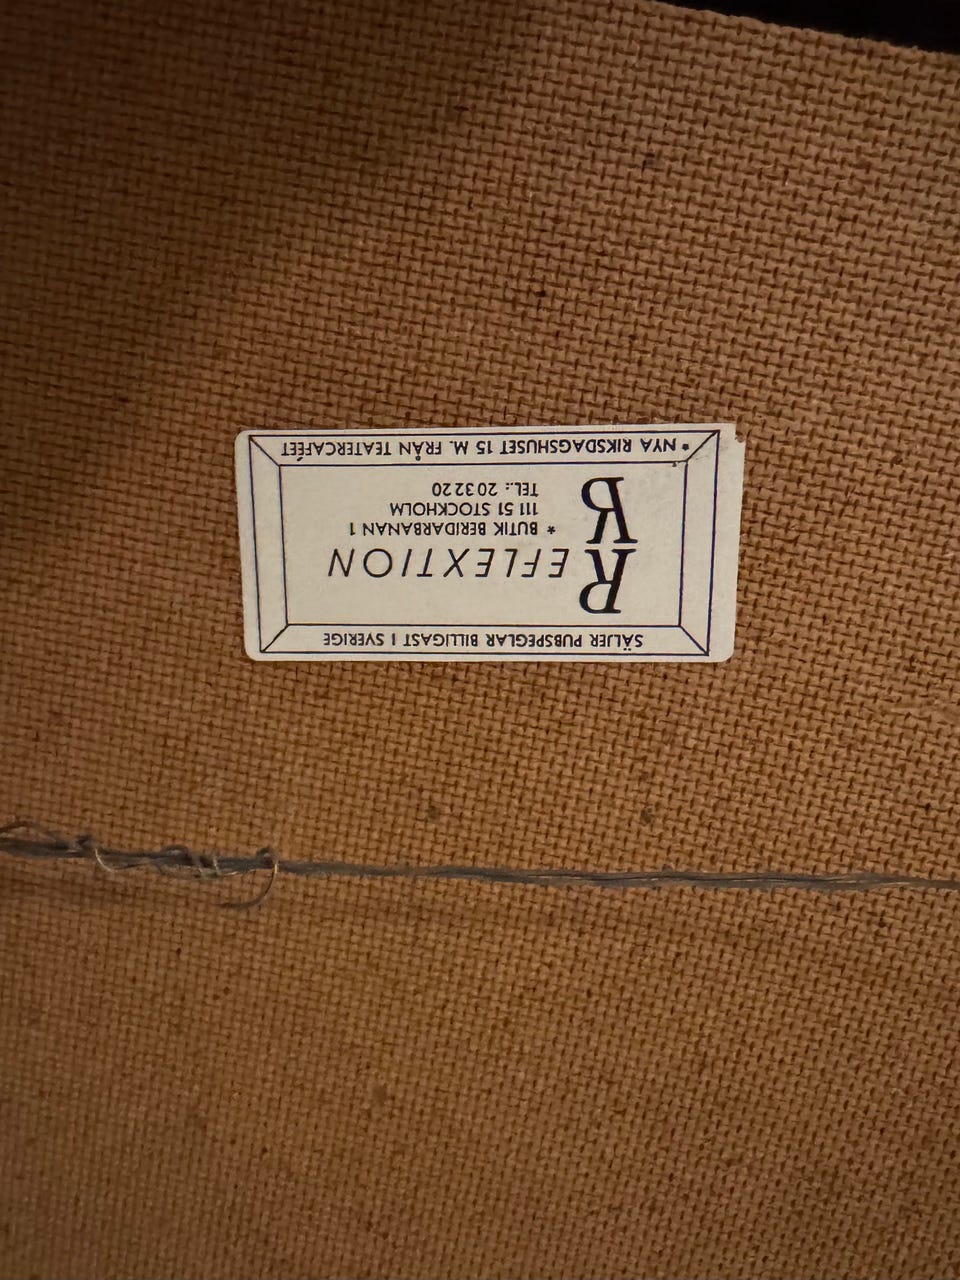 SÄLJER PUBSPEGLAR BILLIGAST I SVERIGE
REFLEXTION
R
* BUTIK BERIDARBANAN 1
111 51 STOCKHOLM
TEL.: 20 32 20
* NYA RIKSDAGSHUSET 15 M. FRÅN TEATERCAFÉET